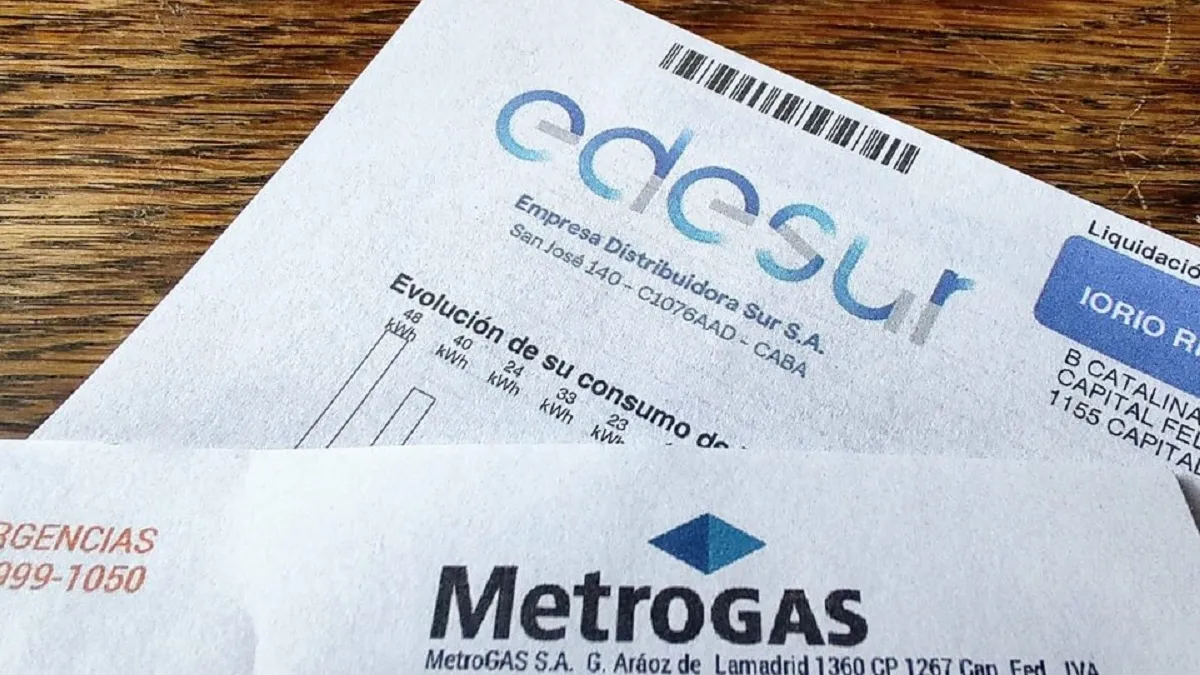 edesur
Empresa Distribuidora Sur S.A.
San José 140 - C1076AAD - CABA
Liquidació
IORIO R
B CATALINA
CAPITAL FE
1155 CAPITAL
Evolución de su consumo de
48 40 24 33 23
kWh kWh kWh kWh kWh
RGENCIAS
999-1050
MetroGAS
MetroGAS S.A. G. Aráoz de Lamadrid 1360 CP 1267 Cap. Fed. IVA